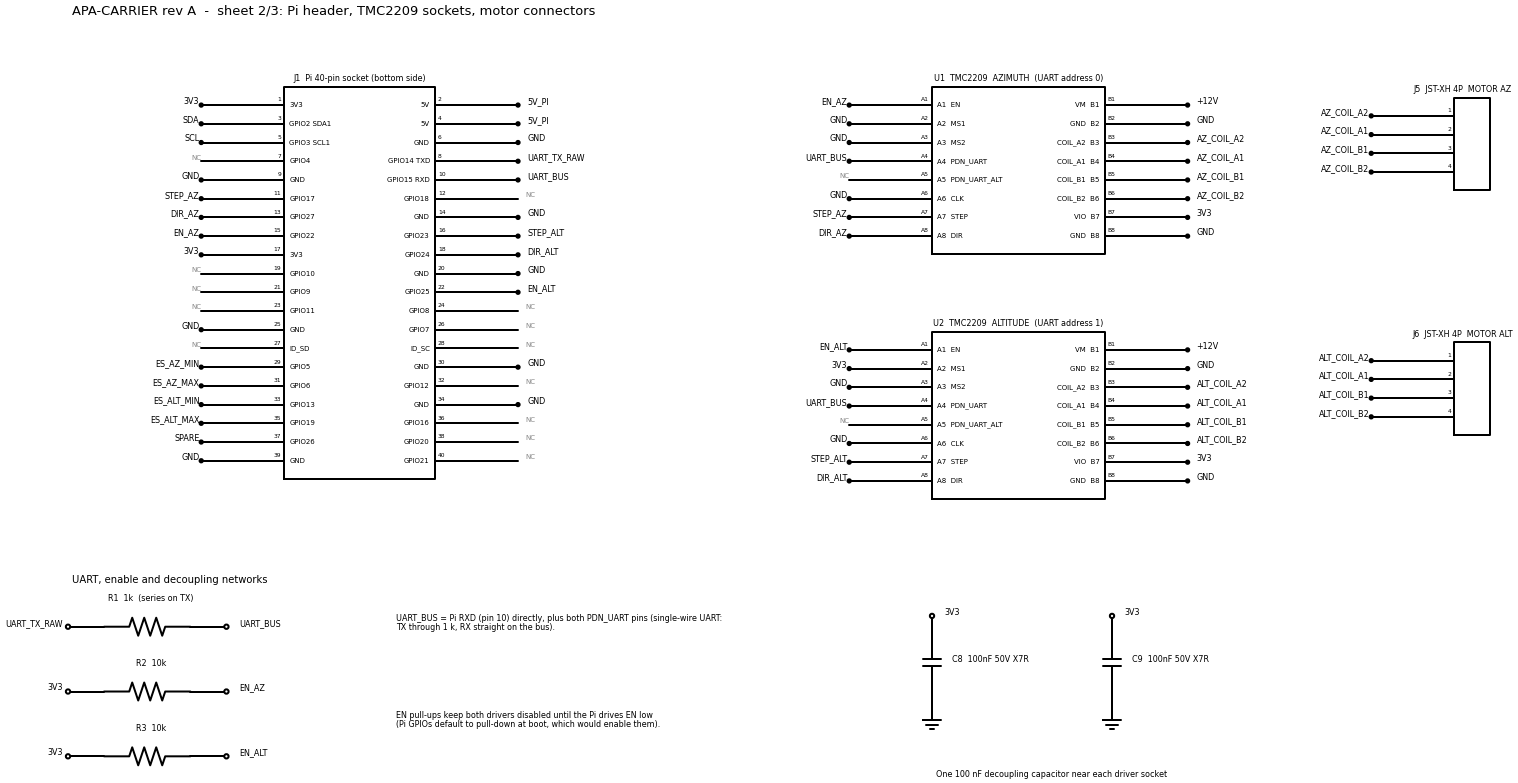 APA-CARRIER rev A - sheet 2/3: Pi header, TMC2209 sockets, motor connectors
J1 Pi 40-pin socket (bottom side)
3V3 1 3V3 5V 2 5V_PI
SDA 3 GPIO2 SDA1 5V 4 5V_PI
SCL 5 GPIO3 SCL1 GND 6 GND
NC 7 GPIO4 GPIO14 TXD 8 UART_TX_RAW
GND 9 GND GPIO15 RXD 10 UART_BUS
STEP_AZ 11 GPIO17 GPIO18 12 NC
DIR_AZ 13 GPIO27 GND 14 GND
EN_AZ 15 GPIO22 GPIO23 16 STEP_ALT
3V3 17 3V3 GPIO24 18 DIR_ALT
NC 19 GPIO10 GND 20 GND
NC 21 GPIO9 GPIO25 22 EN_ALT
NC 23 GPIO11 GPIO8 24 NC
GND 25 GND GPIO7 26 NC
NC 27 ID_SD ID_SC 28 NC
ES_AZ_MIN 29 GPIO5 GND 30 GND
ES_AZ_MAX 31 GPIO6 GPIO12 32 NC
ES_ALT_MIN 33 GPIO13 GND 34 GND
ES_ALT_MAX 35 GPIO19 GPIO16 36 NC
SPARE 37 GPIO26 GPIO20 38 NC
GND 39 GND GPIO21 40 NC
U1 TMC2209 AZIMUTH (UART address 0)
EN_AZ A1 A1 EN VM B1 B1 +12V
GND A2 A2 MS1 GND B2 B2 GND
GND A3 A3 MS2 COIL_A2 B3 B3 AZ_COIL_A2
UART_BUS A4 A4 PDN_UART COIL_A1 B4 B4 AZ_COIL_A1
NC A5 A5 PDN_UART_ALT COIL_B1 B5 B5 AZ_COIL_B1
GND A6 A6 CLK COIL_B2 B6 B6 AZ_COIL_B2
STEP_AZ A7 A7 STEP VIO B7 B7 3V3
DIR_AZ A8 A8 DIR GND B8 B8 GND
J5 JST-XH 4P MOTOR AZ
AZ_COIL_A2 1
AZ_COIL_A1 2
AZ_COIL_B1 3
AZ_COIL_B2 4
U2 TMC2209 ALTITUDE (UART address 1)
EN_ALT A1 A1 EN VM B1 B1 +12V
3V3 A2 A2 MS1 GND B2 B2 GND
GND A3 A3 MS2 COIL_A2 B3 B3 ALT_COIL_A2
UART_BUS A4 A4 PDN_UART COIL_A1 B4 B4 ALT_COIL_A1
NC A5 A5 PDN_UART_ALT COIL_B1 B5 B5 ALT_COIL_B1
GND A6 A6 CLK COIL_B2 B6 B6 ALT_COIL_B2
STEP_ALT A7 A7 STEP VIO B7 B7 3V3
DIR_ALT A8 A8 DIR GND B8 B8 GND
J6 JST-XH 4P MOTOR ALT
ALT_COIL_A2 1
ALT_COIL_A1 2
ALT_COIL_B1 3
ALT_COIL_B2 4
UART, enable and decoupling networks
R1 1k (series on TX)
UART_TX_RAW UART_BUS
R2 10k
3V3 EN_AZ
R3 10k
3V3 EN_ALT
UART_BUS = Pi RXD (pin 10) directly, plus both PDN_UART pins (single-wire UART:
TX through 1 k, RX straight on the bus).
EN pull-ups keep both drivers disabled until the Pi drives EN low
(Pi GPIOs default to pull-down at boot, which would enable them).
3V3
C8 100nF 50V X7R
3V3
C9 100nF 50V X7R
One 100 nF decoupling capacitor near each driver socket